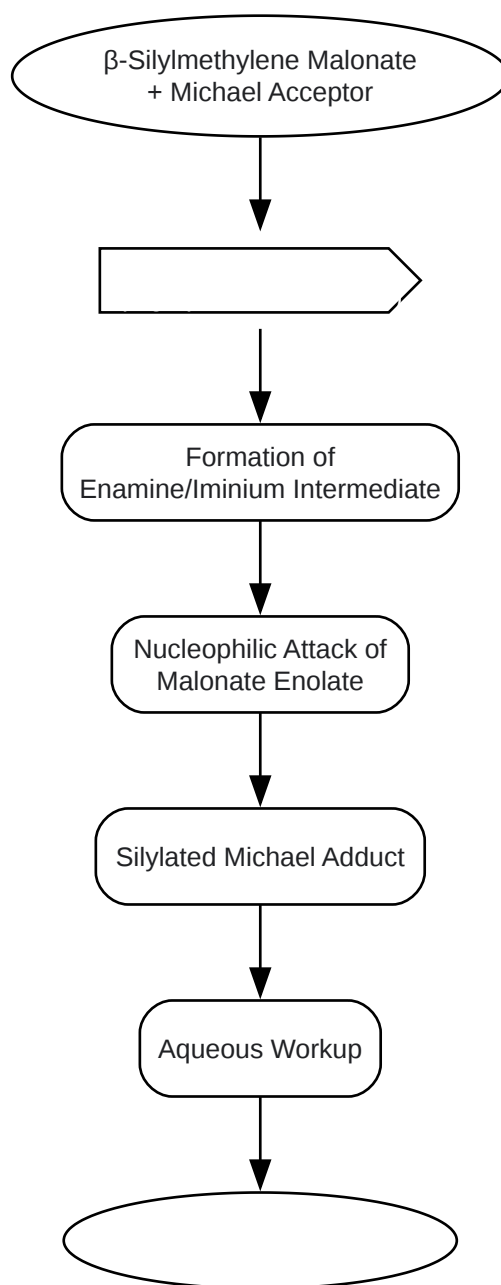 β-Silylmethylene Malonate
+ Michael Acceptor
Formation of
Enamine/Iminium Intermediate
Nucleophilic Attack of
Malonate Enolate
Silylated Michael Adduct
Aqueous Workup